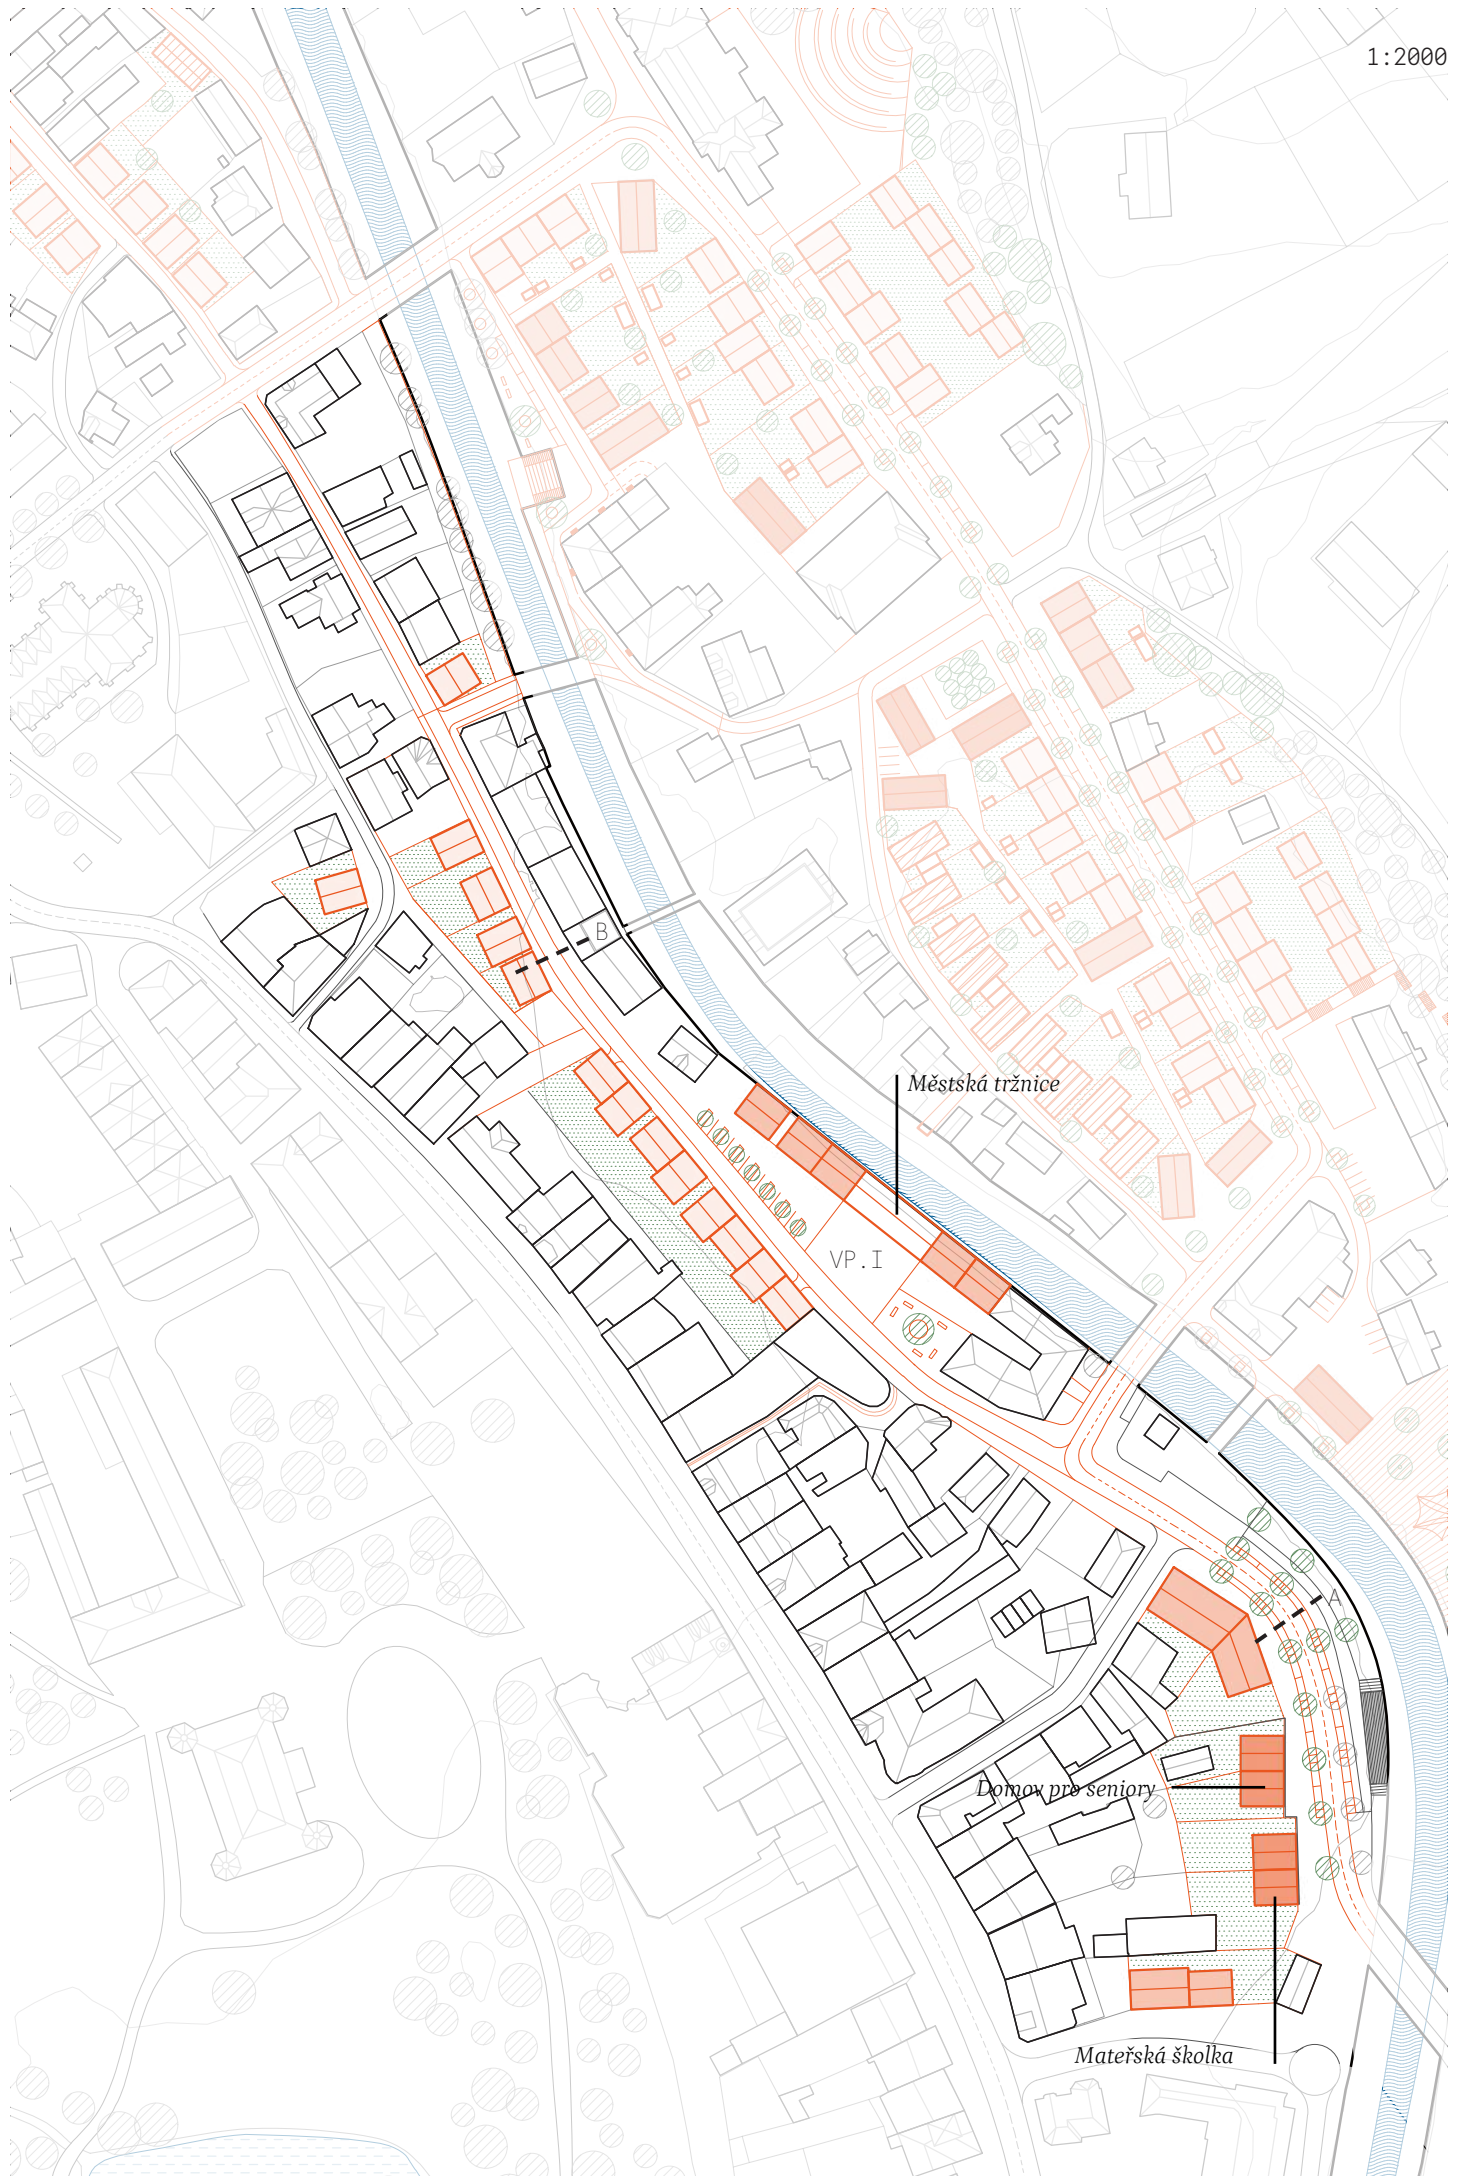 1:2000
B
Městská tržnice
VP.I
A
Domov pro seniory
Mateřská školka